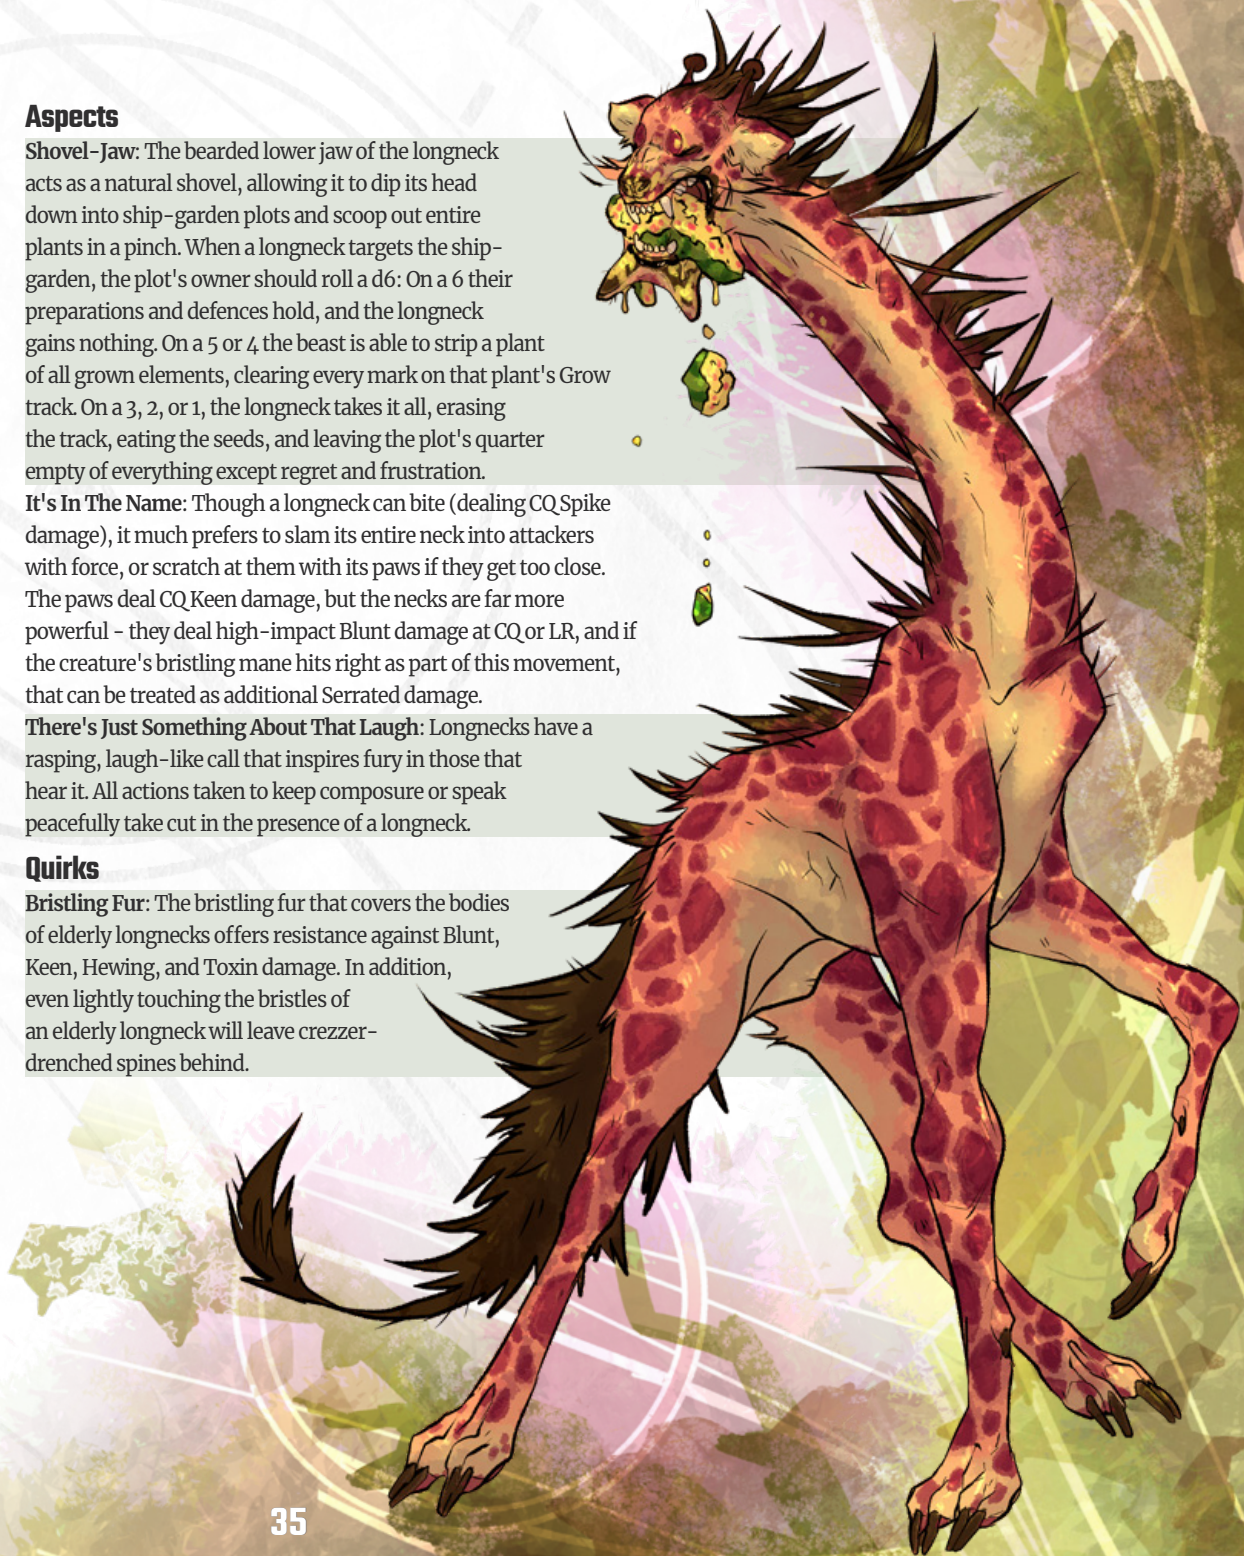 Aspects
Shovel-Jaw: The bearded lower jaw of the longneck
acts as a natural shovel, allowing it to dip its head
down into ship-garden plots and scoop out entire
plants in a pinch. When a longneck targets the ship-
garden, the plot's owner should roll a d6: On a 6 their
preparations and defences hold, and the longneck
gains nothing. On a 5 or 4 the beast is able to strip a plant
of all grown elements, clearing every mark on that plant's Grow
track. On a 3, 2, or 1, the longneck takes it all, erasing
the track, eating the seeds, and leaving the plot's quarter
empty of everything except regret and frustration.
It's In The Name: Though a longneck can bite (dealing CQ Spike
damage), it much prefers to slam its entire neck into attackers
with force, or scratch at them with its paws if they get too close.
The paws deal CQ Keen damage, but the necks are far more
powerful - they deal high-impact Blunt damage at CQ or LR, and if
the creature's bristling mane hits right as part of this movement,
that can be treated as additional Serrated damage.
There's Just Something About That Laugh: Longnecks have a
rasping, laugh-like call that inspires fury in those that
hear it. All actions taken to keep composure or speak
peacefully take cut in the presence of a longneck.
Quirks
Bristling Fur: The bristling fur that covers the bodies
of elderly longnecks offers resistance against Blunt,
Keen, Hewing, and Toxin damage. In addition,
even lightly touching the bristles of
an elderly longneck will leave crezzer-
drenched spines behind.
35